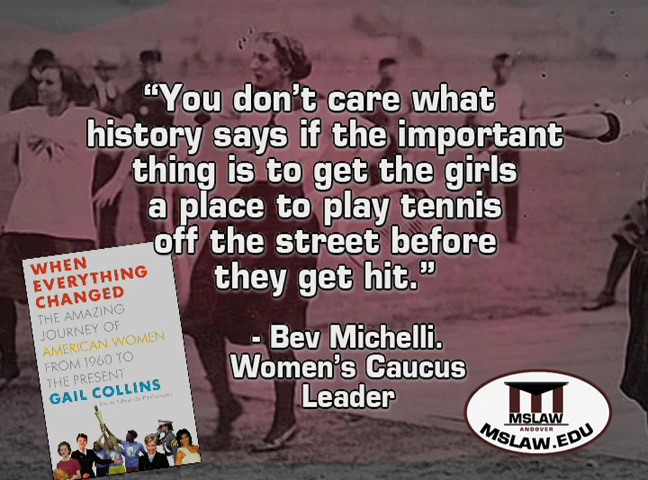 “You don’t care what
history says if the important
thing is to get the girls
a place to play tennis
off the street before
they get hit.”
- Bev Michelli.
Women’s Caucus
Leader
WHEN
EVERYTHING
CHANGED
THE AMAZING
JOURNEY OF
AMERICAN WOMEN
FROM 1960 TO
THE PRESENT
GAIL COLLINS
MSLAW
ANDOVER
MSLAW.EDU